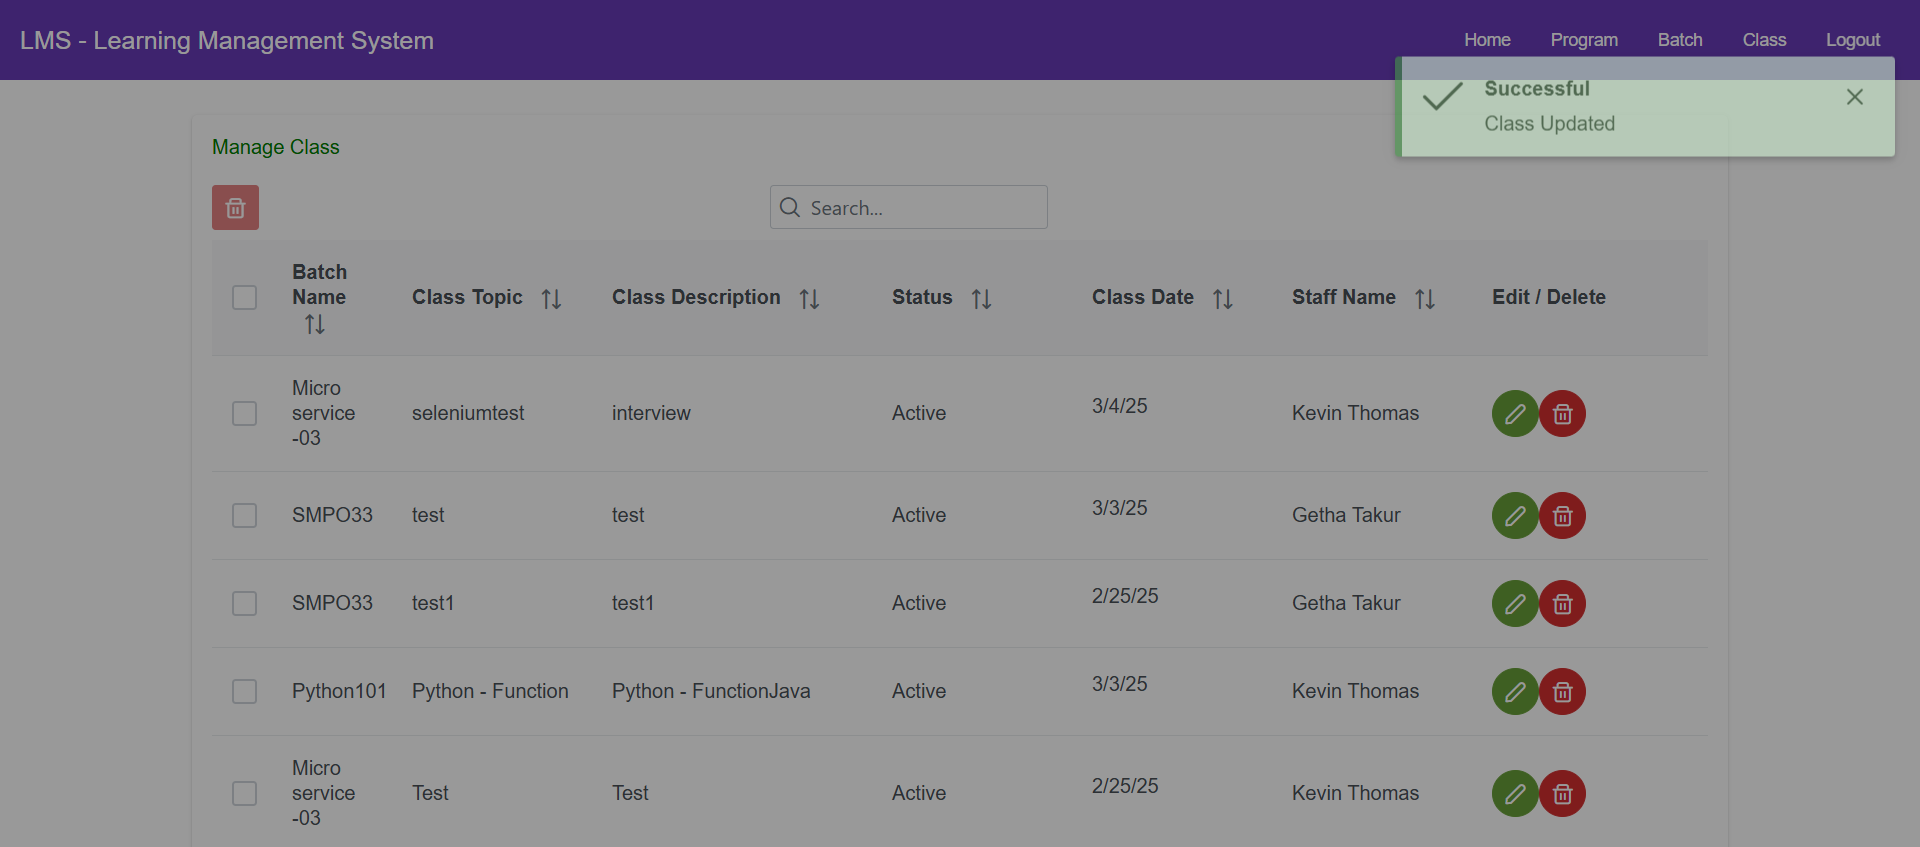 LMS - Learning Management System
Home Program Batch Class Logout
Successful
Class Updated
Manage Class
Search...
Batch Name Class Topic Class Description Status Class Date Staff Name Edit / Delete
Micro service -03 seleniumtest interview Active 3/4/25 Kevin Thomas
SMPO33 test test Active 3/3/25 Getha Takur
SMPO33 test1 test1 Active 2/25/25 Getha Takur
Python101 Python - Function Python - FunctionJava Active 3/3/25 Kevin Thomas
Micro service -03 Test Test Active 2/25/25 Kevin Thomas